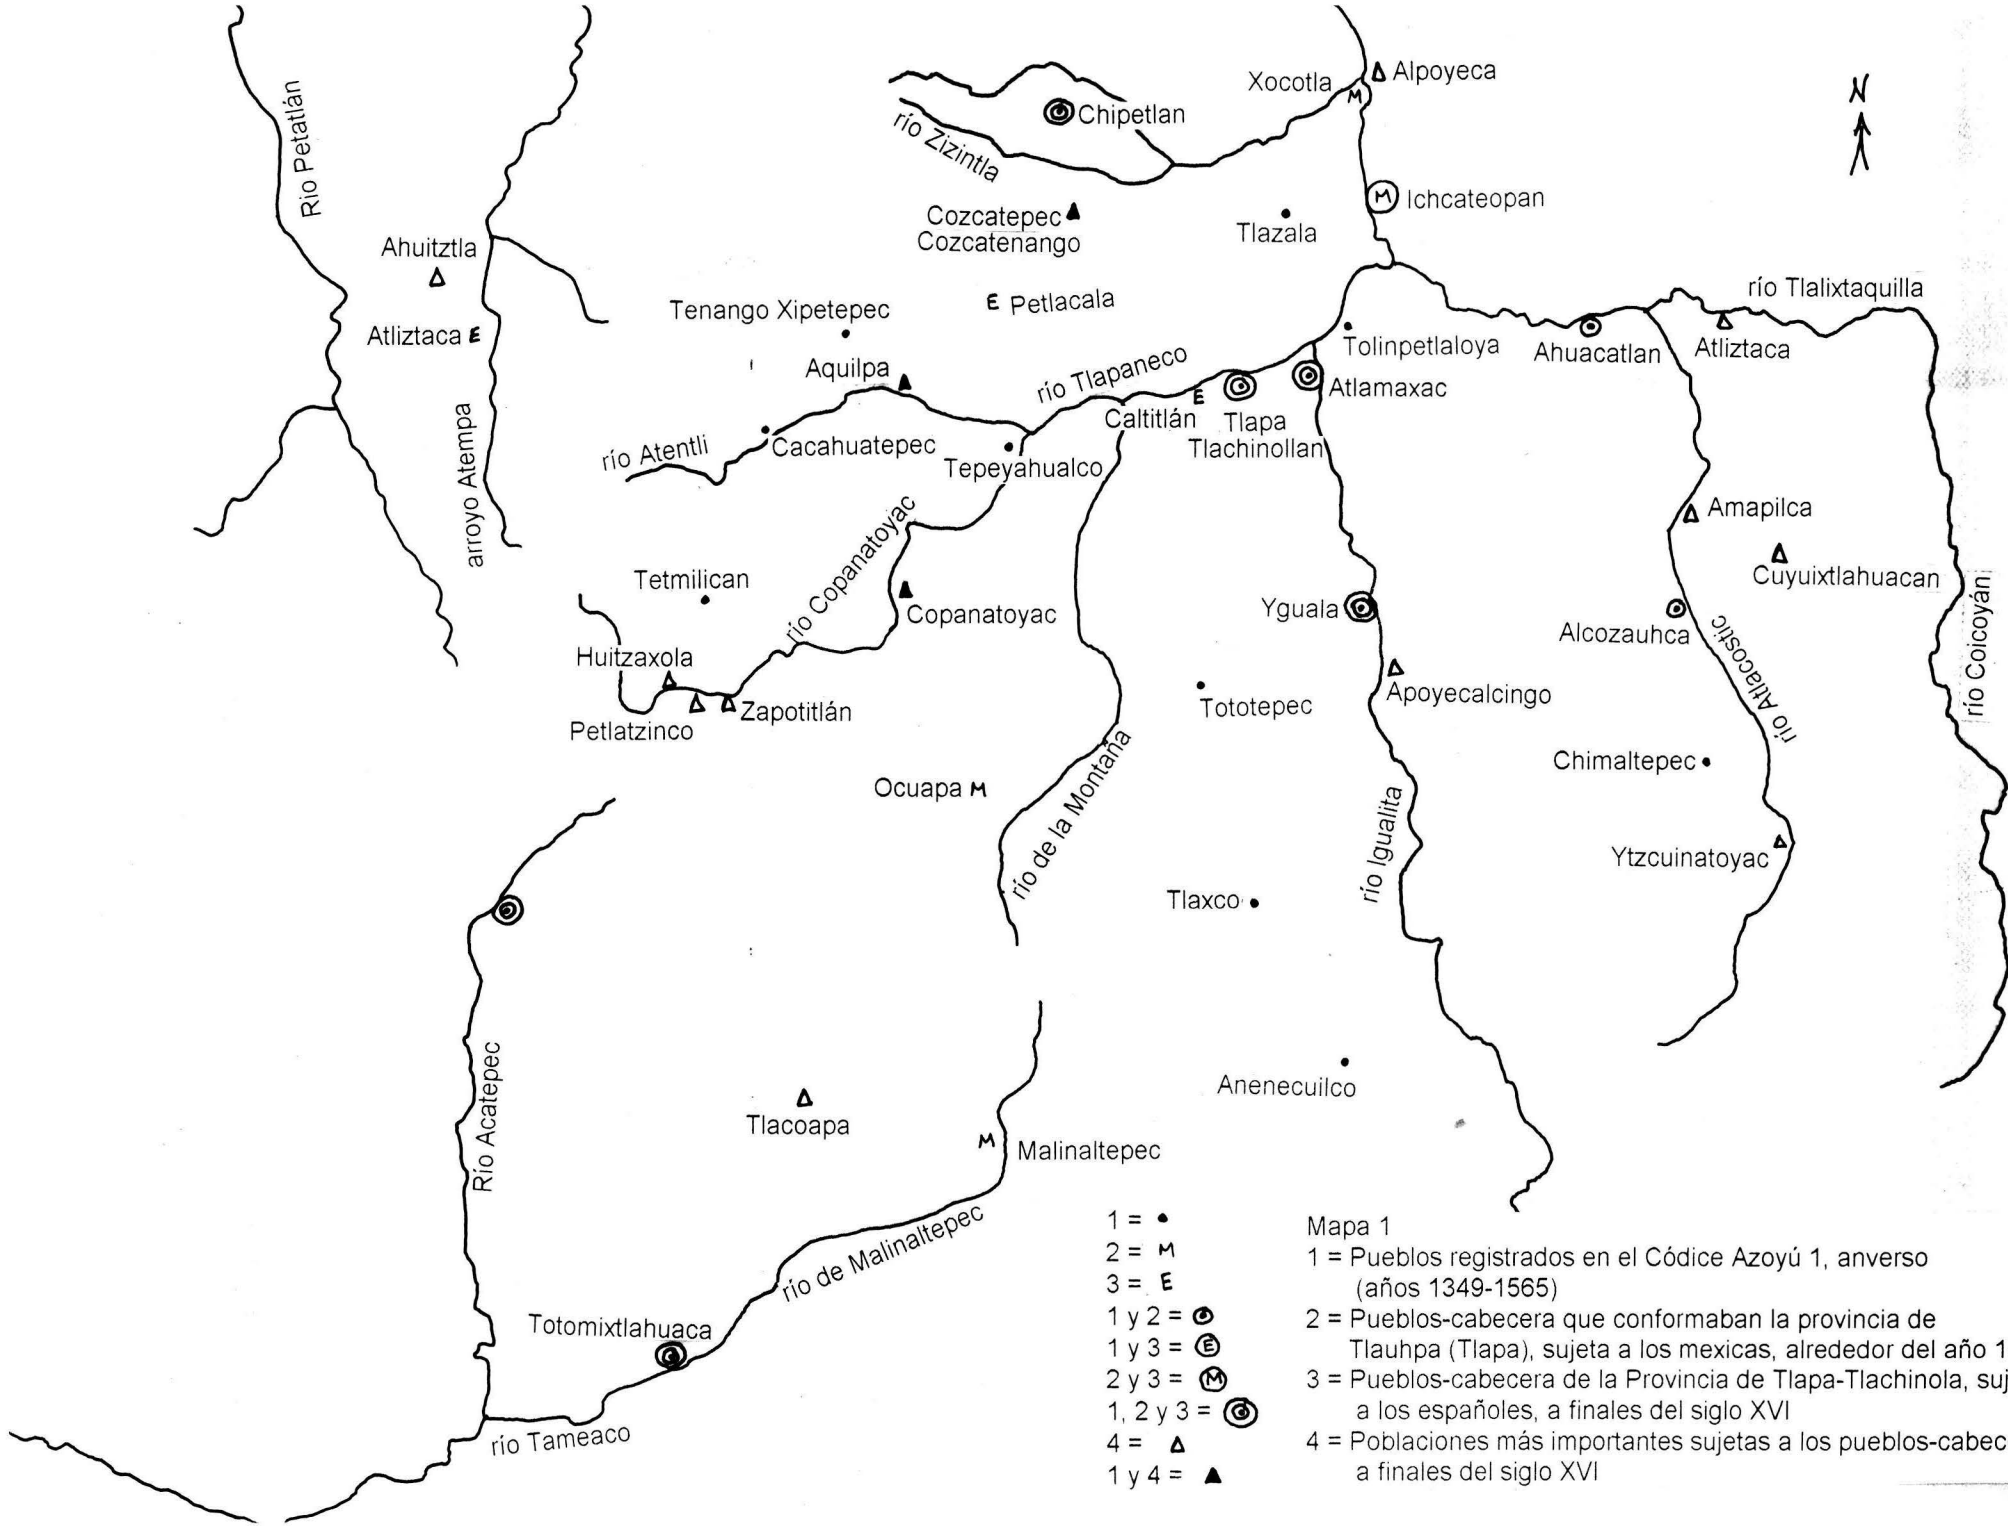 Xocotla
M
Alpoyeca
N
Río Petatlán
Chipetlan
río Zizintla
M
Ichcateopan
Cozcatepec
Cozcatenango
Tlazala
Ahuitztla
Atliztaca E
arroyo Atempa
Tenango Xipetepec
E Petlacala
río Tlalixtaquilla
Tolinpetlaloya
Ahuacatlan
Atliztaca
Aquilpa
río Tlapaneco
Atlamaxac
Caltitlán
E
Tlapa
Tlachinollan
río Atentli
Cacahuatepec
Tepeyahualco
Amapilca
Cuyuixtlahuacan
río Copanatoyac
Tetmilican
Copanatoyac
Yguala
Alcozauhca
río Atlacostic
río Coicoyán
Huitzaxola
Petlatzinco
Zapotitlán
Tototepec
Apoyecalcingo
Chimaltepec
Ocuapa M
río de la Montaña
río Igualita
Ytzcuinatoyac
Tlaxco
Río Acatepec
Anenecuilco
Tlacoapa
M
Malinaltepec
río de Malinaltepec
Totomixtlahuaca
río Tameaco
1 =
2 = M
3 = E
1 y 2 =
1 y 3 = E
2 y 3 = M
1, 2 y 3 =
4 =
1 y 4 =
Mapa 1
1 = Pueblos registrados en el Códice Azoyú 1, anverso
(años 1349-1565)
2 = Pueblos-cabecera que conformaban la provincia de
Tlauhpa (Tlapa), sujeta a los mexicas, alrededor del año 1
3 = Pueblos-cabecera de la Provincia de Tlapa-Tlachinola, suj
a los españoles, a finales del siglo XVI
4 = Poblaciones más importantes sujetas a los pueblos-cabec
a finales del siglo XVI